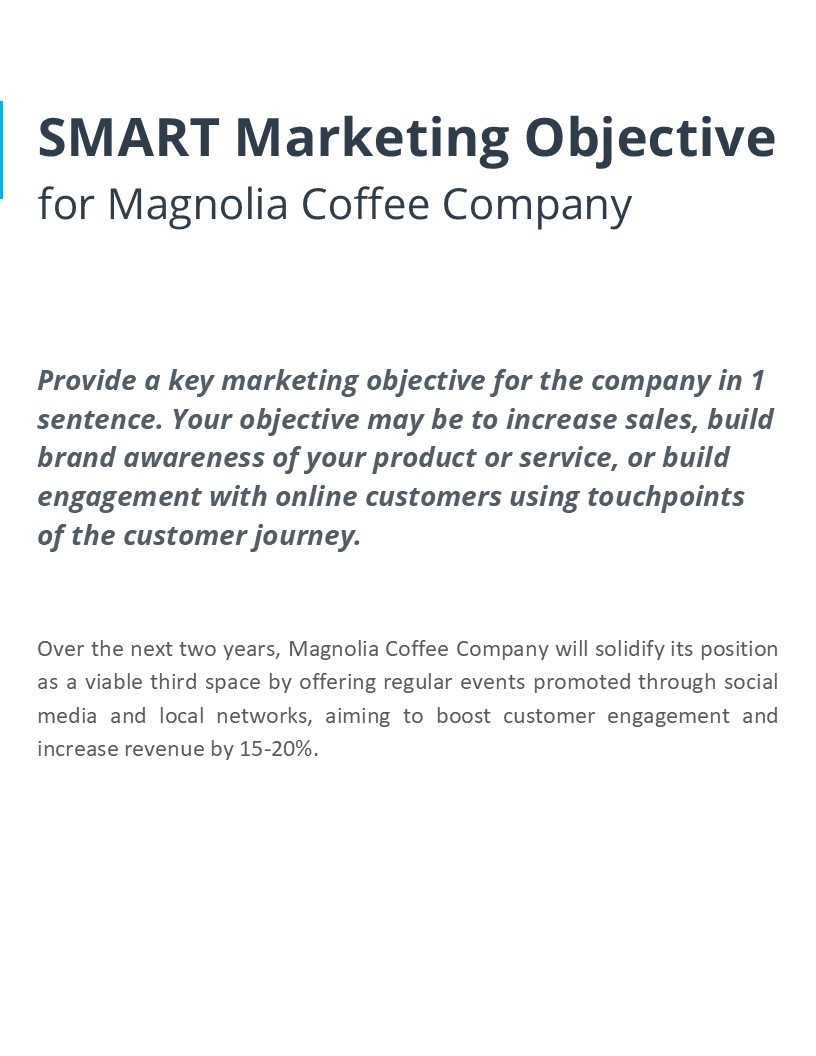 SMART Marketing Objective
for Magnolia Coffee Company
Provide a key marketing objective for the company in 1
sentence. Your objective may be to increase sales, build
brand awareness of your product or service, or build
engagement with online customers using touchpoints
of the customer journey.
Over the next two years, Magnolia Coffee Company will solidify its position
as a viable third space by offering regular events promoted through social
media and local networks, aiming to boost customer engagement and
increase revenue by 15-20%.